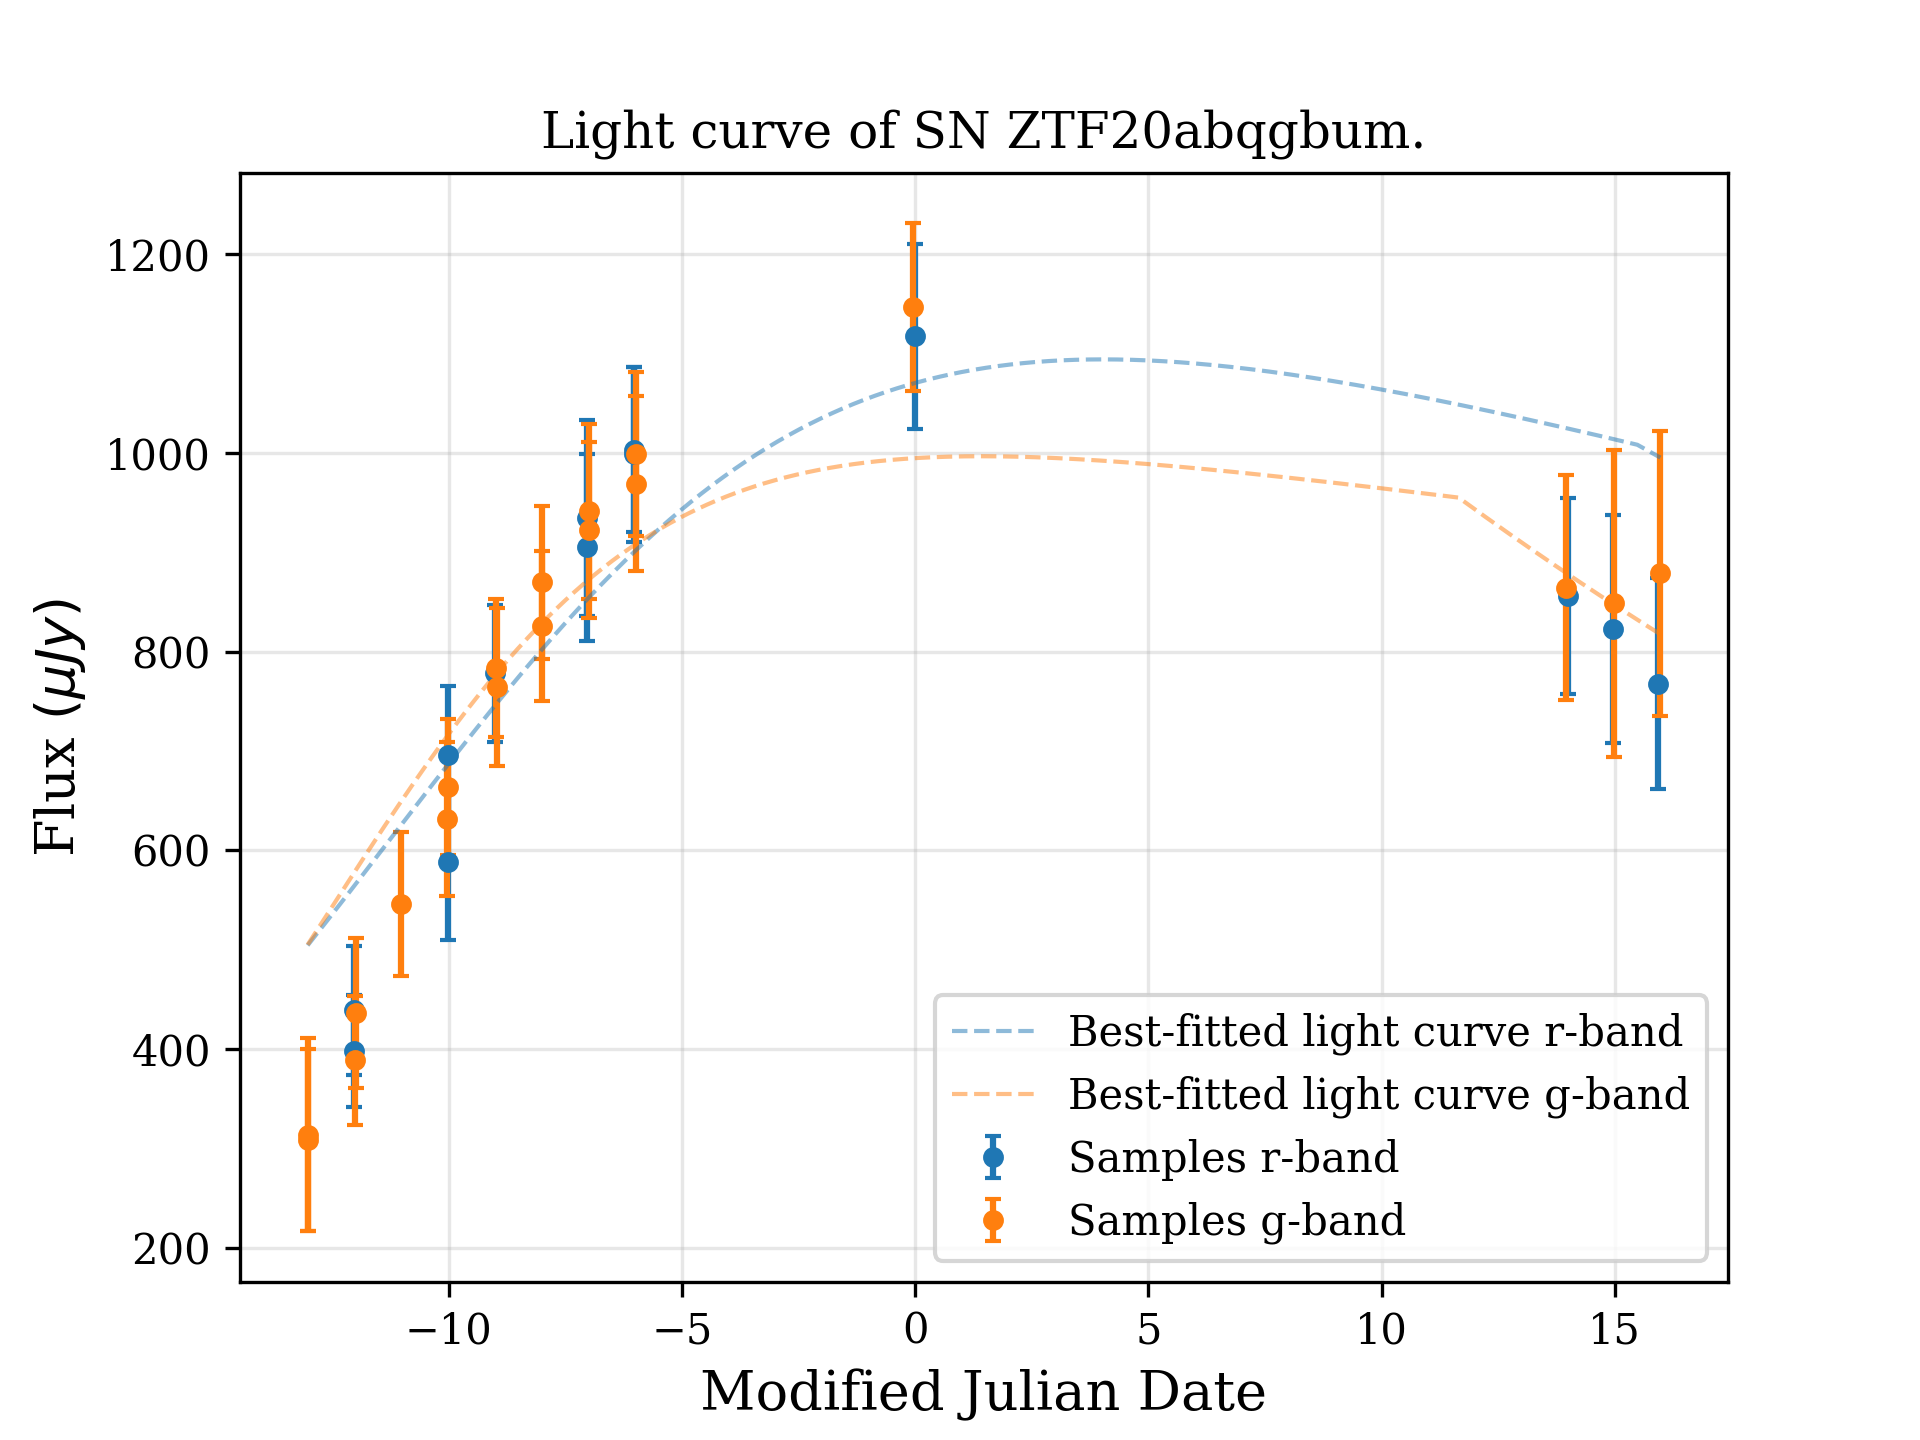 Light curve of SN ZTF20abqgbum.
1200
1000
800
600
400
200
Flux (μJy)
−10
−5
0
5
10
15
Modified Julian Date
Best-fitted light curve r-band
Best-fitted light curve g-band
Samples r-band
Samples g-band